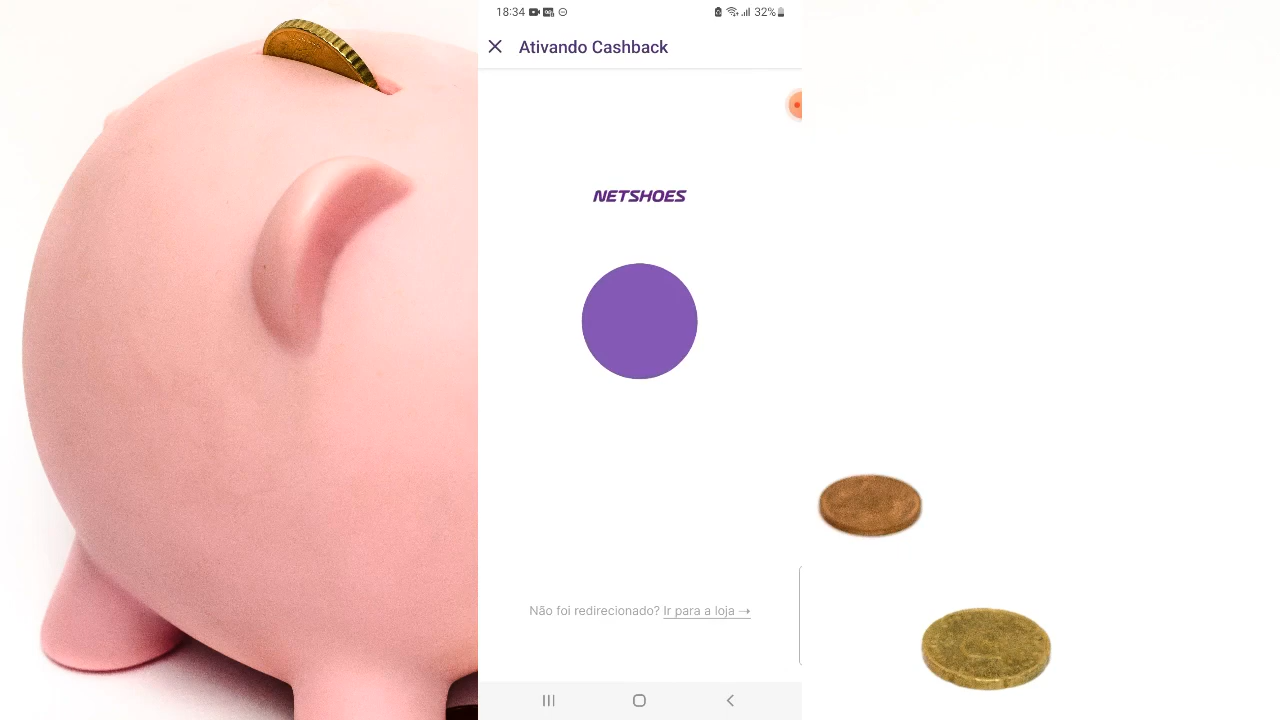 18:34 32%
Ativando Cashback
NETSHOES
Não foi redirecionado? Ir para a loja →